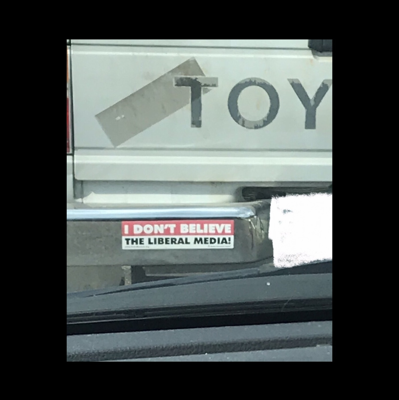 TOY
I DON'T BELIEVE
THE LIBERAL MEDIA!